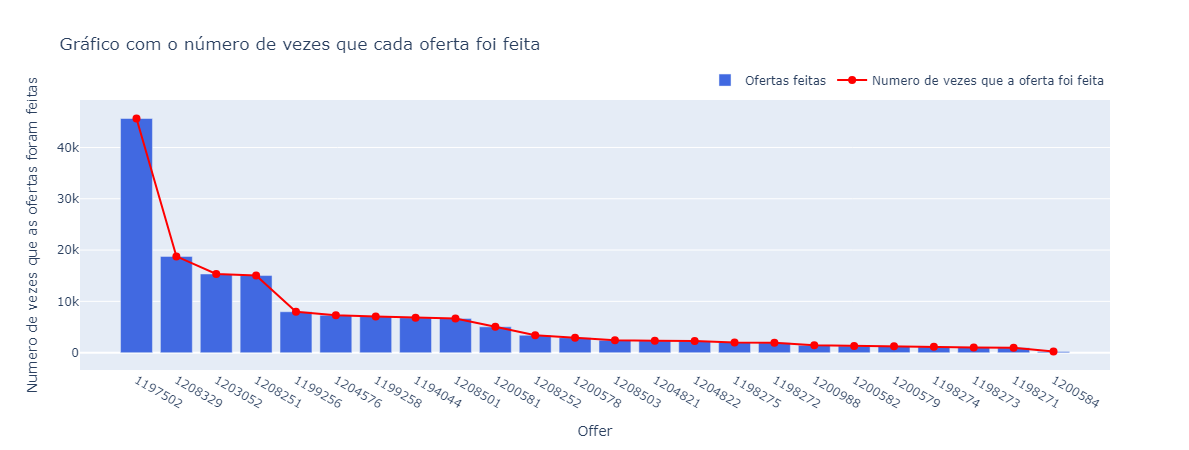 Gráfico com o número de vezes que cada oferta foi feita
Ofertas feitas
Numero de vezes que a oferta foi feita
Numero de vezes que as ofertas foram feitas
40k
30k
20k
10k
0
1197502
1208329
1203052
1208251
1199256
1204576
1199258
1194044
1208501
1200581
1208252
1200578
1208503
1204821
1204822
1198275
1198272
1200988
1200582
1200579
1198274
1198273
1198271
1200584
Offer